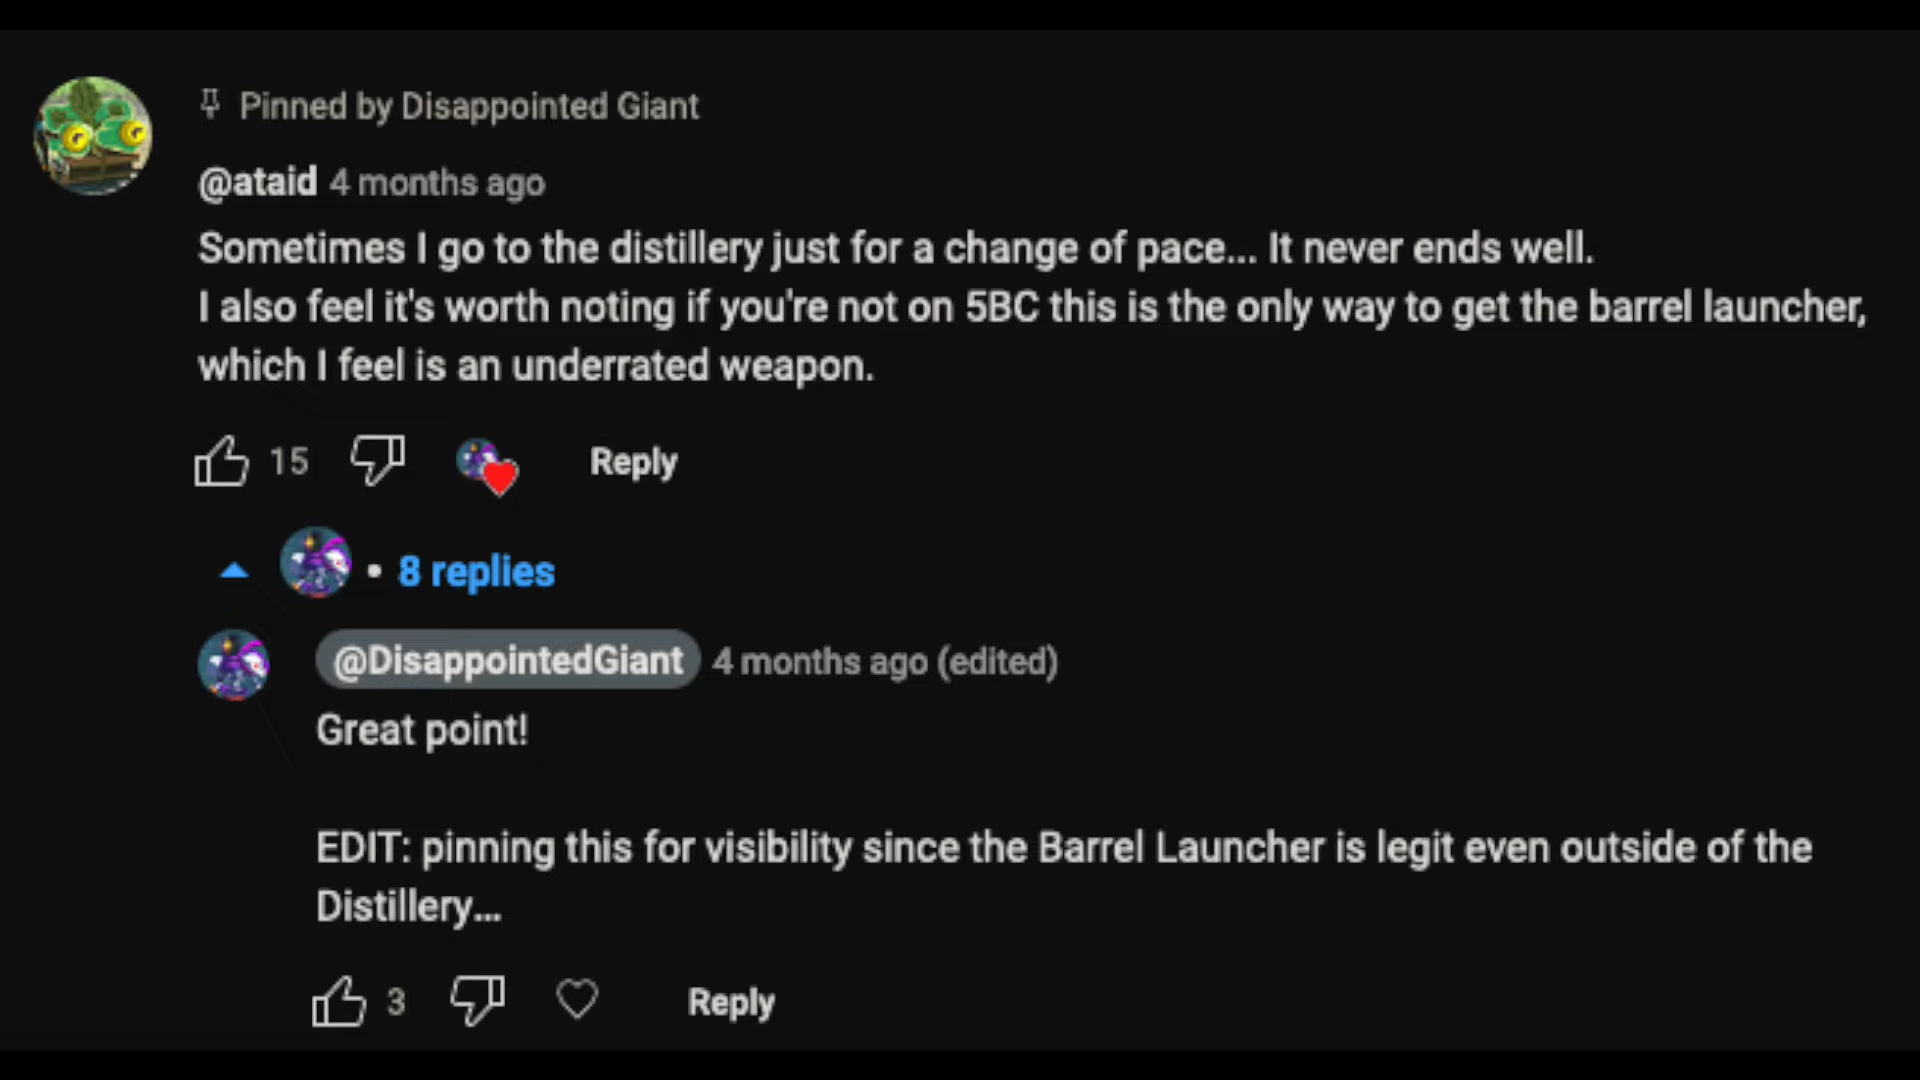 Pinned by Disappointed Giant
@ataid 4 months ago
Sometimes I go to the distillery just for a change of pace... It never ends well.
I also feel it's worth noting if you're not on 5BC this is the only way to get the barrel launcher,
which I feel is an underrated weapon.
15 Reply
• 8 replies
@DisappointedGiant 4 months ago (edited)
Great point!
EDIT: pinning this for visibility since the Barrel Launcher is legit even outside of the
Distillery...
3 Reply